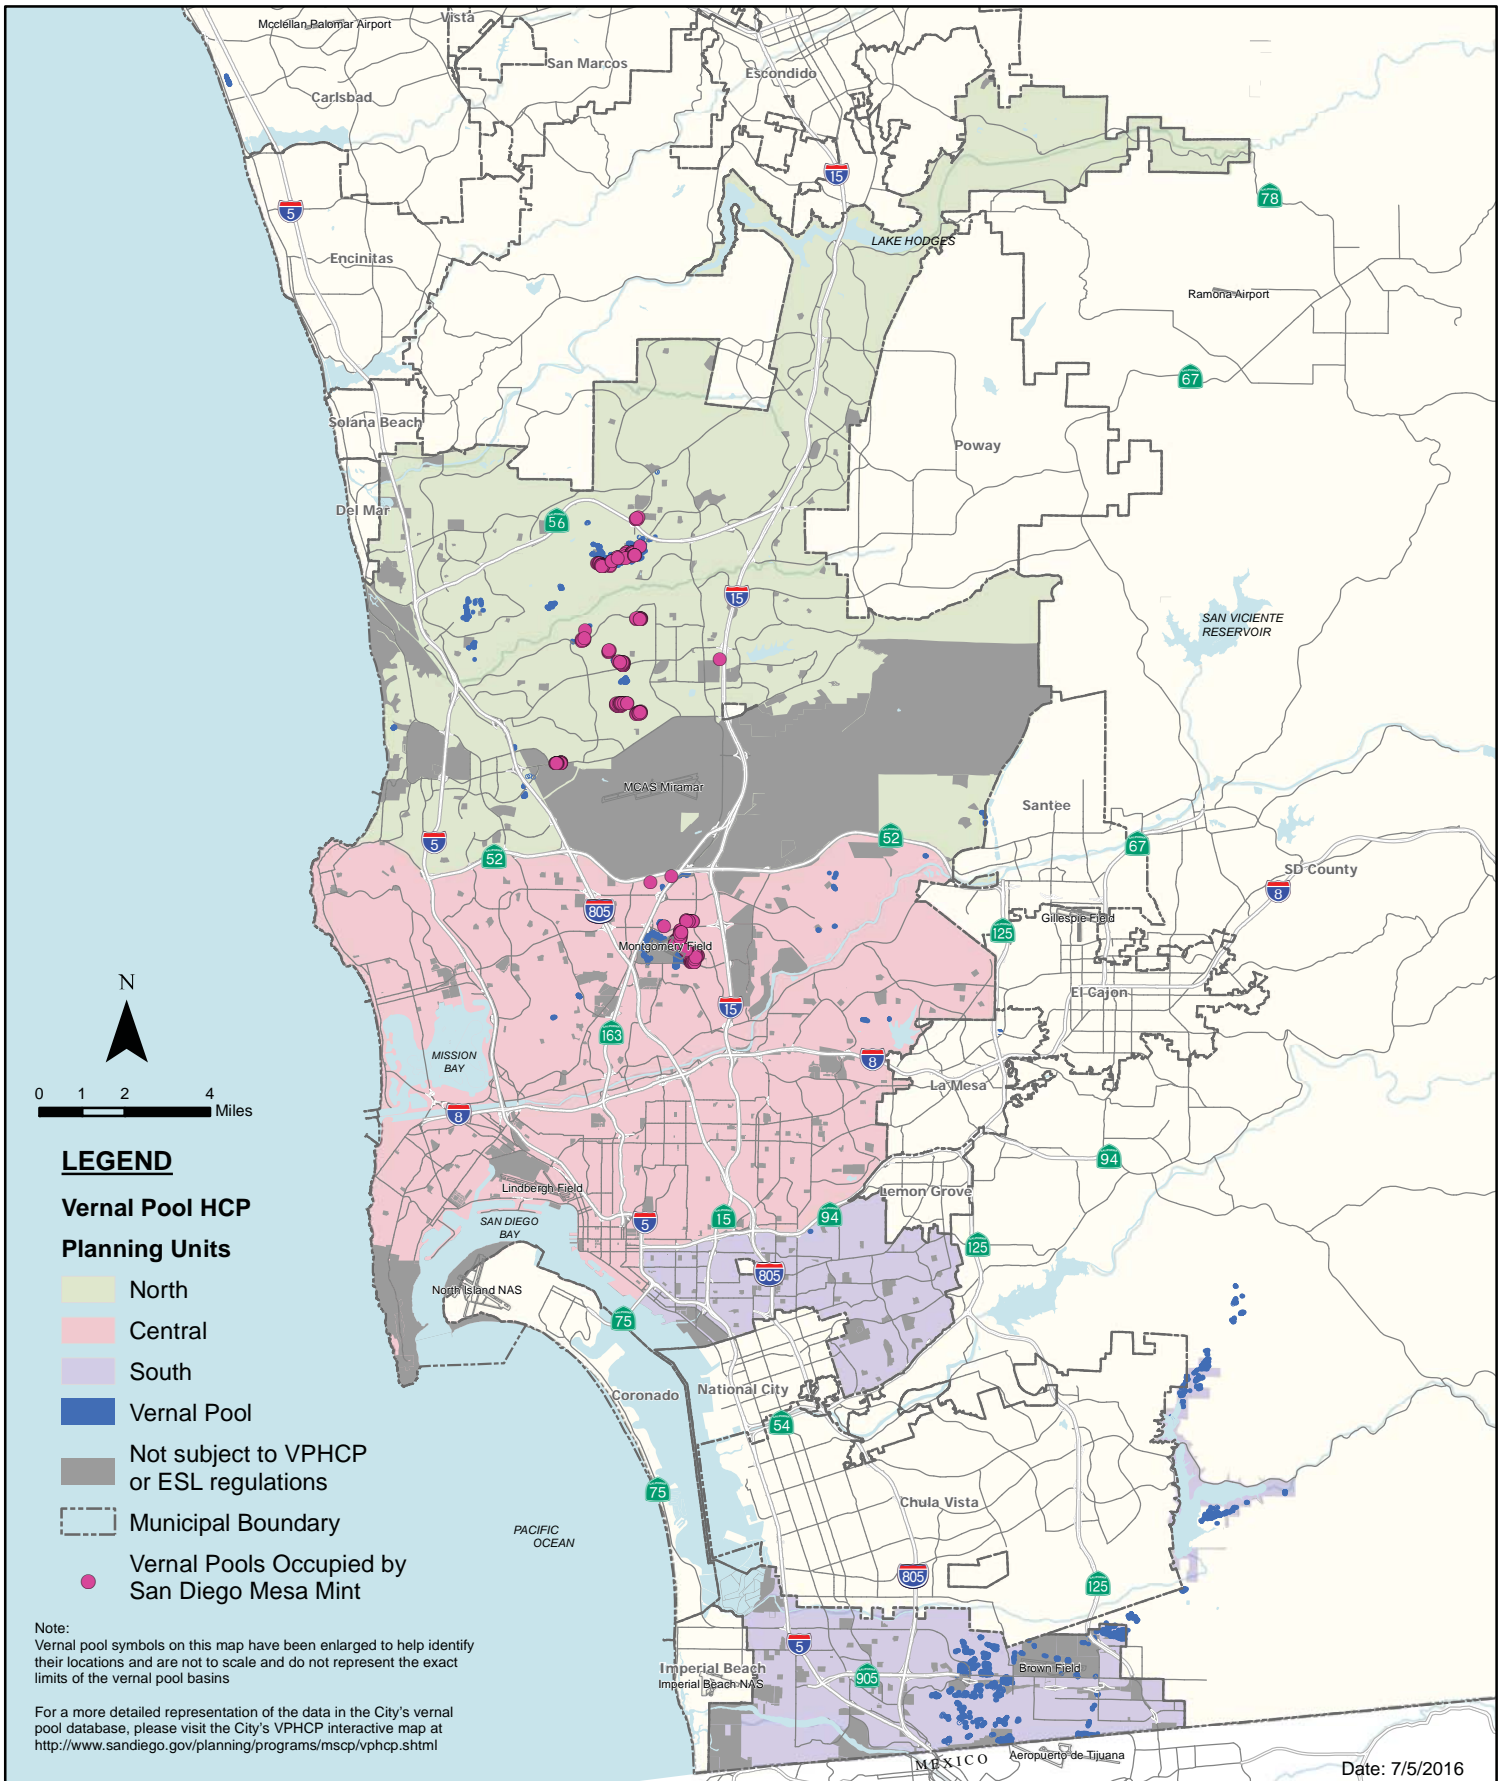 Mcclellan Palomar Airport
Vista
San Marcos
Escondido
Carlsbad
15
5
78
LAKE HODGES
Encinitas
Ramona Airport
67
Solana Beach
Poway
Del Mar
56
15
SAN VICIENTE
RESERVOIR
MCAS Miramar
Santee
5
52
52
67
SD County
8
805
Gillespie Field
125
Montgomery Field
N
El Cajon
15
163
MISSION
BAY
8
La Mesa
0 1 2 4
Miles
8
94
LEGEND
Vernal Pool HCP
Planning Units
North
Central
South
Vernal Pool
Not subject to VPHCP
or ESL regulations
Municipal Boundary
Vernal Pools Occupied by
San Diego Mesa Mint
Lindbergh Field
Lemon Grove
SAN DIEGO
BAY
5
15
94
125
805
North Island NAS
75
Coronado
National City
54
75
Chula Vista
PACIFIC
OCEAN
805
125
5
Imperial Beach
Imperial Beach NAS
905
Brown Field
Note:
Vernal pool symbols on this map have been enlarged to help identify
their locations and are not to scale and do not represent the exact
limits of the vernal pool basins
For a more detailed representation of the data in the City's vernal
pool database, please visit the City's VPHCP interactive map at
http://www.sandiego.gov/planning/programs/mscp/vphcp.shtml
MEXICO
Aeropuerto de Tijuana
Date: 7/5/2016